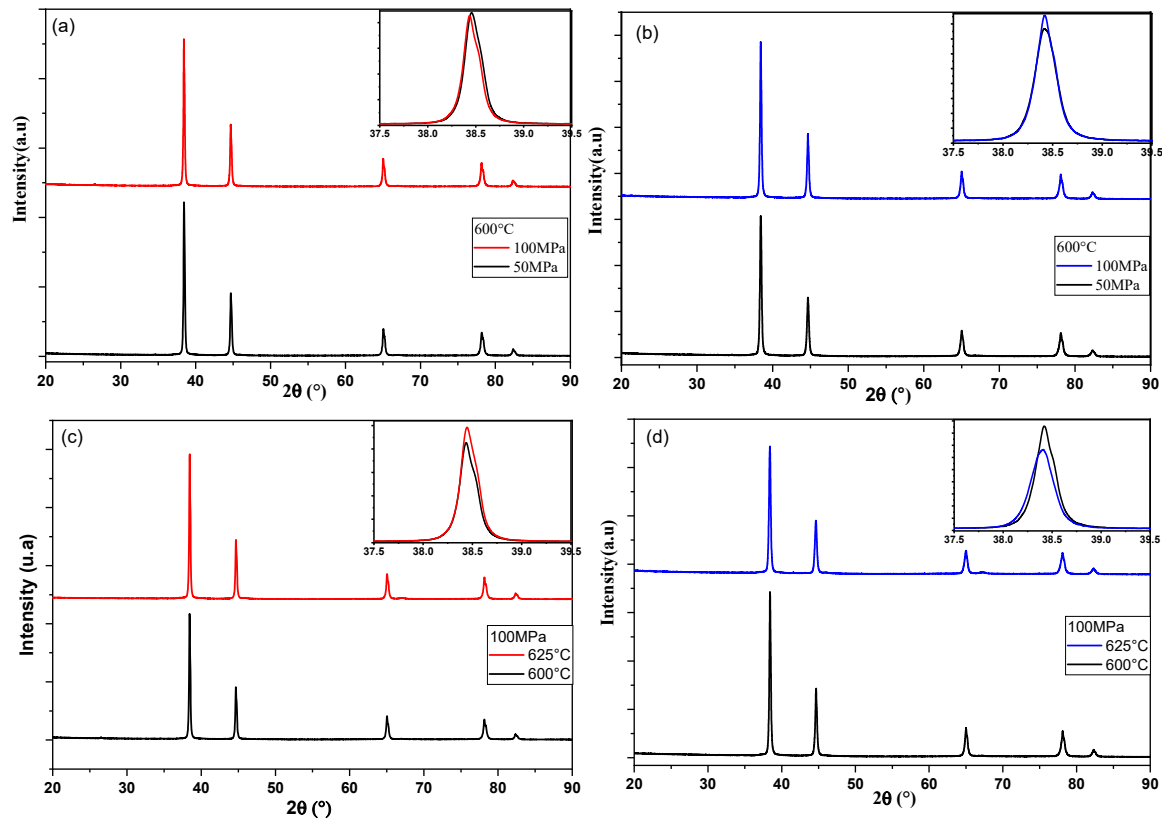 (a)
Intensity(a.u)
37.5 38.0 38.5 39.0 39.5
600°C
100MPa
50MPa
20 30 40 50 60 70 80 90
2θ (°)
(b)
Intensity(a.u)
37.5 38.0 38.5 39.0 39.5
600°C
100MPa
50MPa
20 30 40 50 60 70 80 90
2θ (°)
(c)
Intensity (u.a)
37.5 38.0 38.5 39.0 39.5
100MPa
625°C
600°C
20 30 40 50 60 70 80 90
2θ (°)
(d)
Intensity(a.u)
37.5 38.0 38.5 39.0 39.5
100MPa
625°C
600°C
20 30 40 50 60 70 80 90
2θ (°)